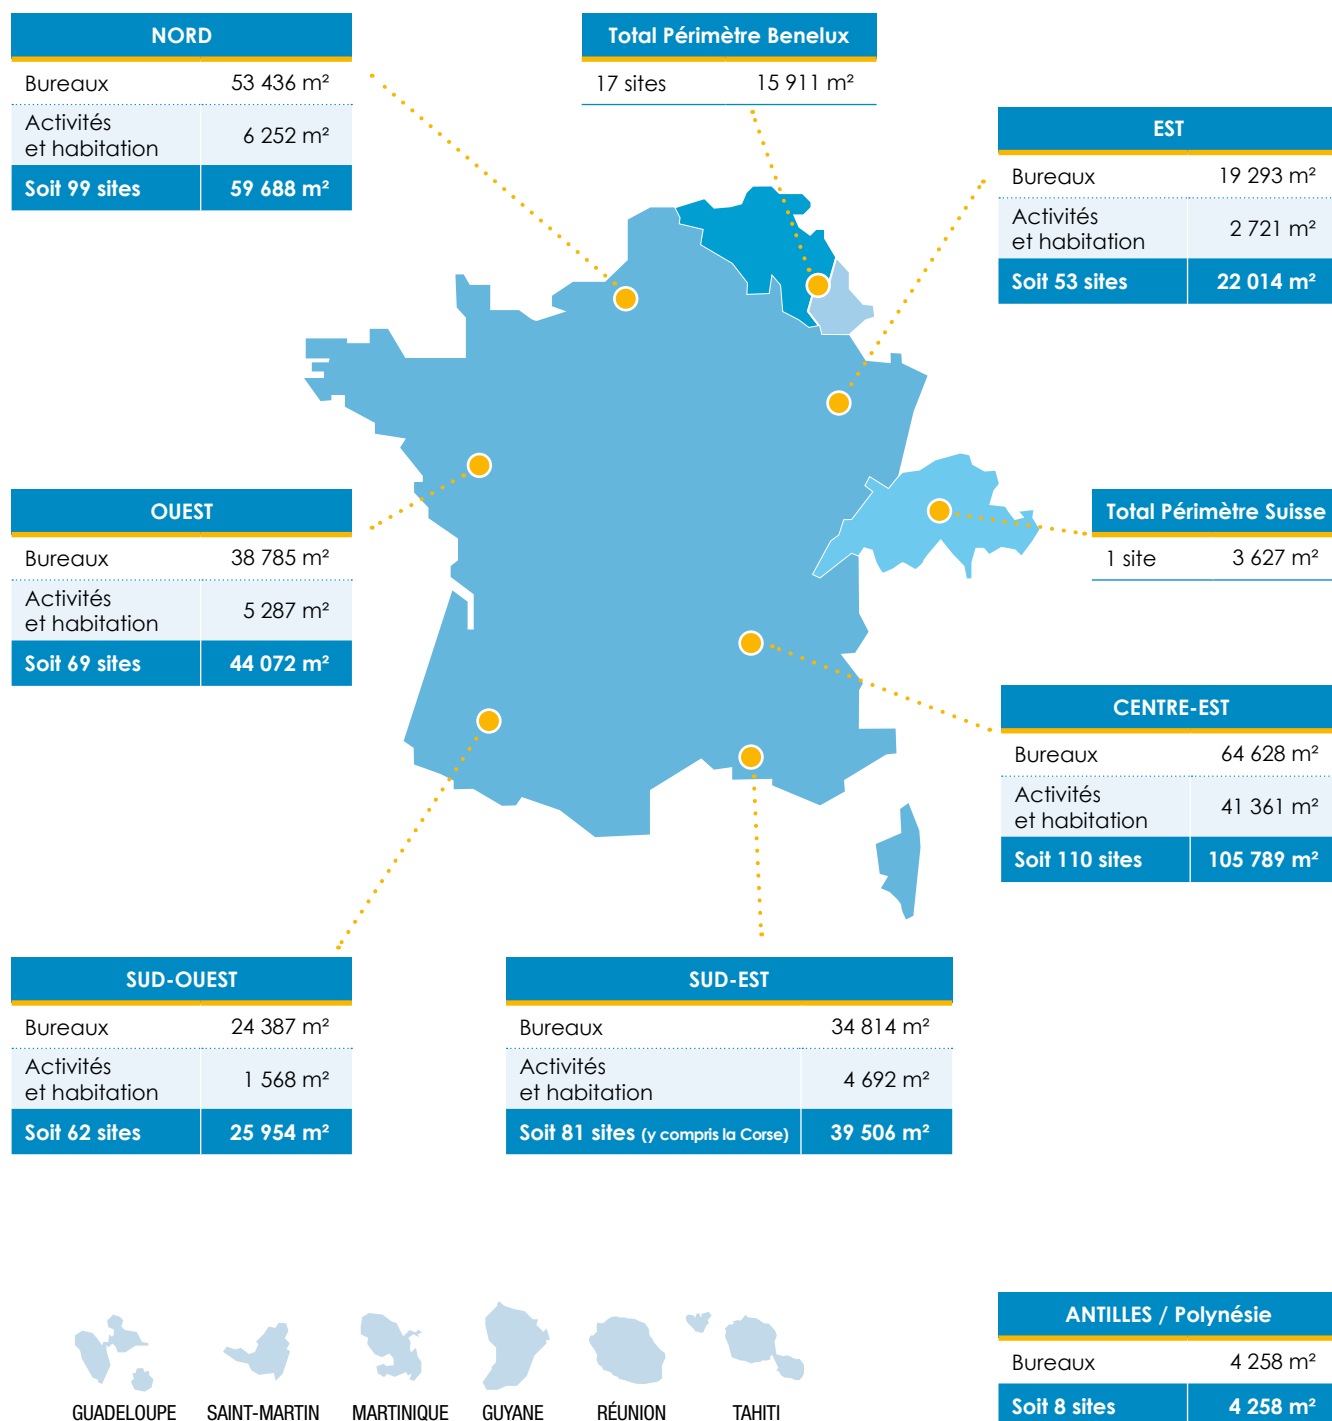 NORD
Bureaux 53 436 m²
Activités
et habitation 6 252 m²
Soit 99 sites 59 688 m²
Total Périmètre Benelux
17 sites 15 911 m²
EST
Bureaux 19 293 m²
Activités
et habitation 2 721 m²
Soit 53 sites 22 014 m²
OUEST
Bureaux 38 785 m²
Activités
et habitation 5 287 m²
Soit 69 sites 44 072 m²
Total Périmètre Suisse
1 site 3 627 m²
CENTRE-EST
Bureaux 64 628 m²
Activités
et habitation 41 361 m²
Soit 110 sites 105 789 m²
SUD-OUEST
Bureaux 24 387 m²
Activités
et habitation 1 568 m²
Soit 62 sites 25 954 m²
SUD-EST
Bureaux 34 814 m²
Activités
et habitation 4 692 m²
Soit 81 sites (y compris la Corse) 39 506 m²
ANTILLES / Polynésie
Bureaux 4 258 m²
Soit 8 sites 4 258 m²
GUADELOUPE SAINT-MARTIN MARTINIQUE GUYANE RÉUNION TAHITI